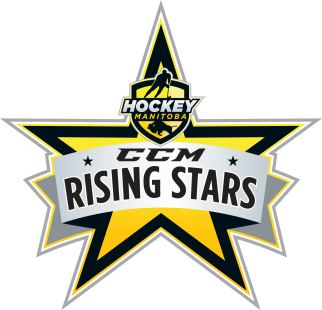 HOCKEY
MANITOBA
CCM
RISING STARS